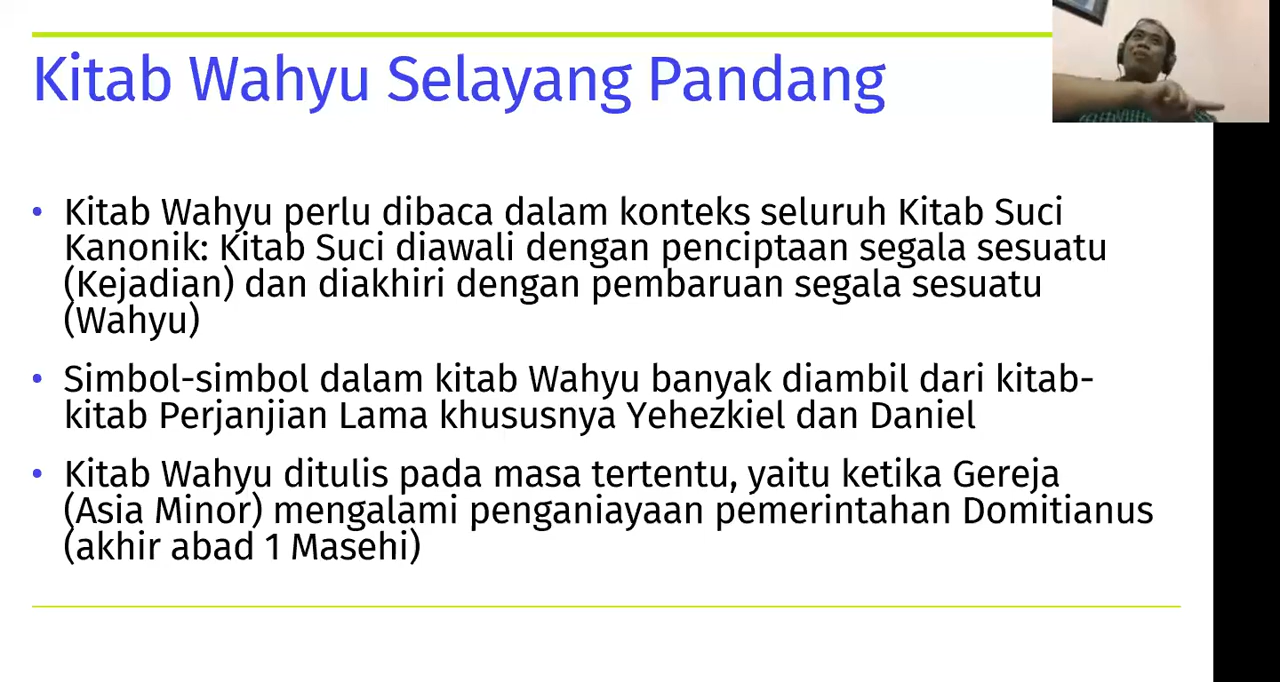 Kitab Wahyu Selayang Pandang
• Kitab Wahyu perlu dibaca dalam konteks seluruh Kitab Suci
Kanonik: Kitab Suci diawali dengan penciptaan segala sesuatu
(Kejadian) dan diakhiri dengan pembaruan segala sesuatu
(Wahyu)
• Simbol-simbol dalam kitab Wahyu banyak diambil dari kitab-
kitab Perjanjian Lama khususnya Yehezkiel dan Daniel
• Kitab Wahyu ditulis pada masa tertentu, yaitu ketika Gereja
(Asia Minor) mengalami penganiayaan pemerintahan Domitianus
(akhir abad 1 Masehi)